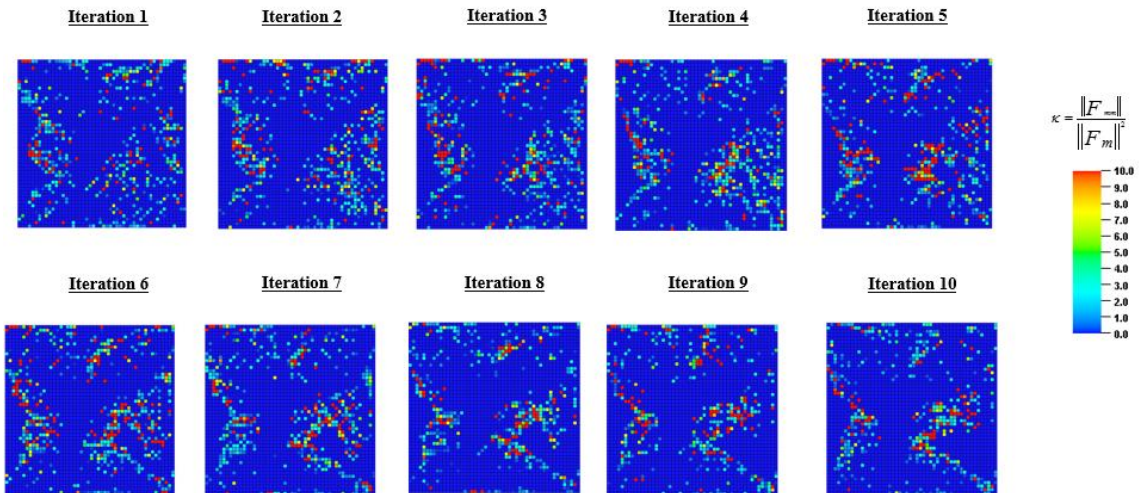 Iteration 1
Iteration 2
Iteration 3
Iteration 4
Iteration 5
κ = ‖F mm‖ / ‖F m‖²
10.0
9.0
8.0
7.0
6.0
5.0
4.0
3.0
2.0
1.0
0.0
Iteration 6
Iteration 7
Iteration 8
Iteration 9
Iteration 10